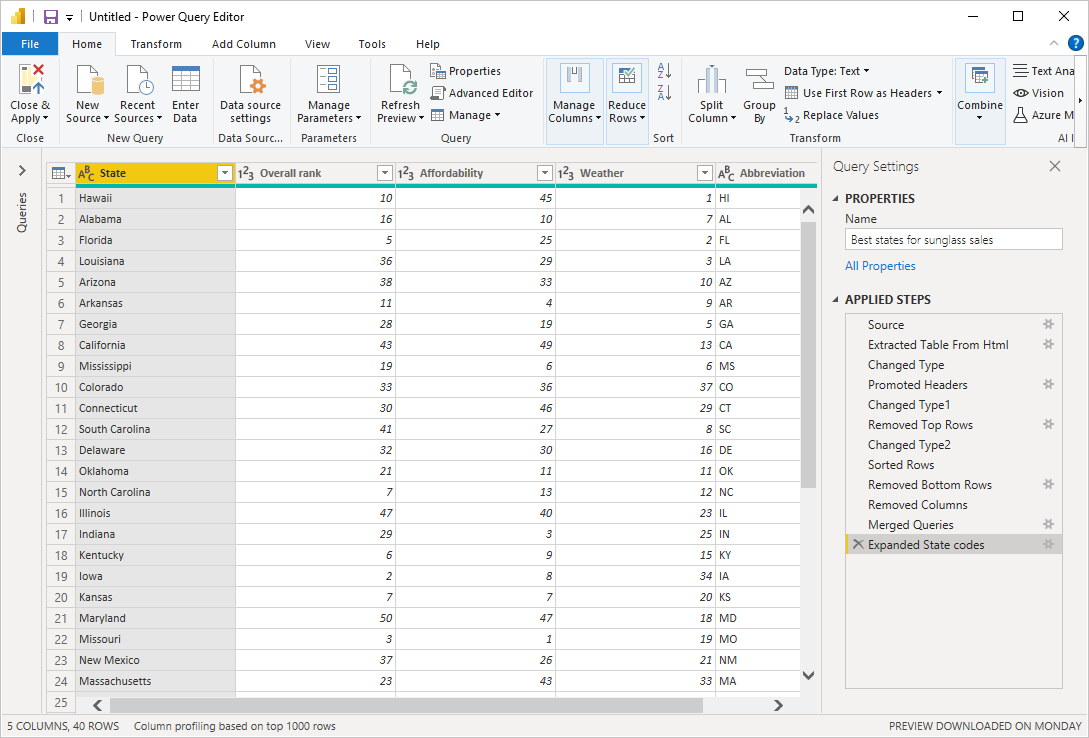 Untitled - Power Query Editor
File Home Transform Add Column View Tools Help
Close & Apply
Close
New Source
Recent Sources
Enter Data
New Query
Data source settings
Data Sourc...
Manage Parameters
Parameters
Refresh Preview
Properties
Advanced Editor
Manage
Query
Manage Columns
Reduce Rows
Sort
Split Column
Group By
Data Type: Text
Use First Row as Headers
Replace Values
Transform
Combine
Text Ana
Vision
Azure M
AI I
Queries
State Overall rank Affordability Weather Abbreviation
1 Hawaii 10 45 1 HI
2 Alabama 16 10 7 AL
3 Florida 5 25 2 FL
4 Louisiana 36 29 3 LA
5 Arizona 38 33 10 AZ
6 Arkansas 11 4 9 AR
7 Georgia 28 19 5 GA
8 California 43 49 13 CA
9 Mississippi 19 6 6 MS
10 Colorado 33 36 37 CO
11 Connecticut 30 46 29 CT
12 South Carolina 41 27 8 SC
13 Delaware 32 30 16 DE
14 Oklahoma 21 11 11 OK
15 North Carolina 7 13 12 NC
16 Illinois 47 40 23 IL
17 Indiana 29 3 25 IN
18 Kentucky 6 9 15 KY
19 Iowa 2 8 34 IA
20 Kansas 7 7 20 KS
21 Maryland 50 47 18 MD
22 Missouri 3 1 19 MO
23 New Mexico 37 26 21 NM
24 Massachusetts 23 43 33 MA
25
Query Settings
PROPERTIES
Name
Best states for sunglass sales
All Properties
APPLIED STEPS
Source
Extracted Table From Html
Changed Type
Promoted Headers
Changed Type1
Removed Top Rows
Changed Type2
Sorted Rows
Removed Bottom Rows
Removed Columns
Merged Queries
Expanded State codes
5 COLUMNS, 40 ROWS Column profiling based on top 1000 rows PREVIEW DOWNLOADED ON MONDAY